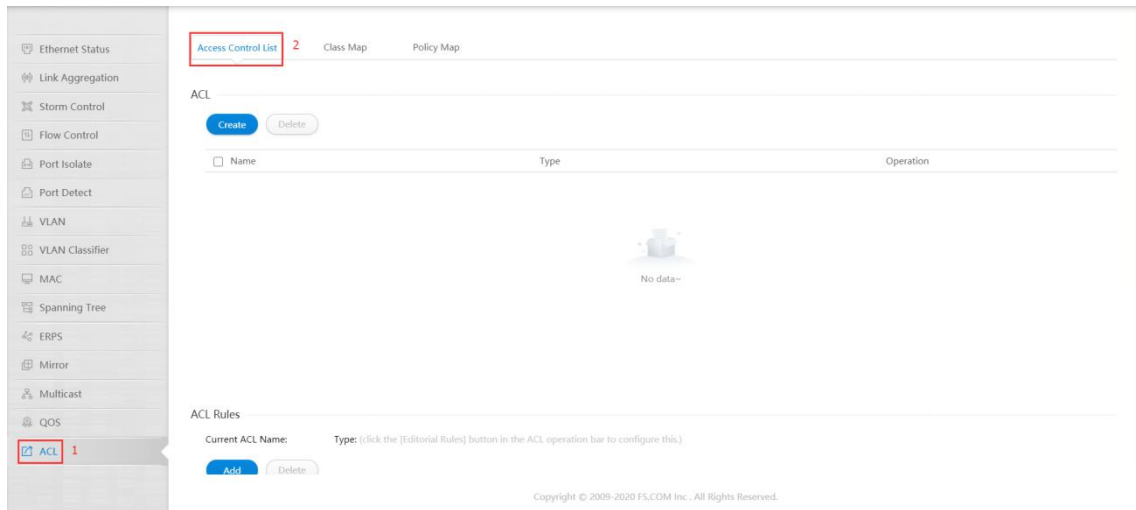 Ethernet Status
Link Aggregation
Storm Control
Flow Control
Port Isolate
Port Detect
VLAN
VLAN Classifier
MAC
Spanning Tree
ERPS
Mirror
Multicast
QOS
ACL 1
Access Control List 2 Class Map Policy Map
ACL
Create Delete
Name Type Operation
No data~
ACL Rules
Current ACL Name: Type: (click the [Editorial Rules] button in the ACL operation bar to configure this.)
Add Delete
Copyright © 2009-2020 FS.COM Inc . All Rights Reserved.